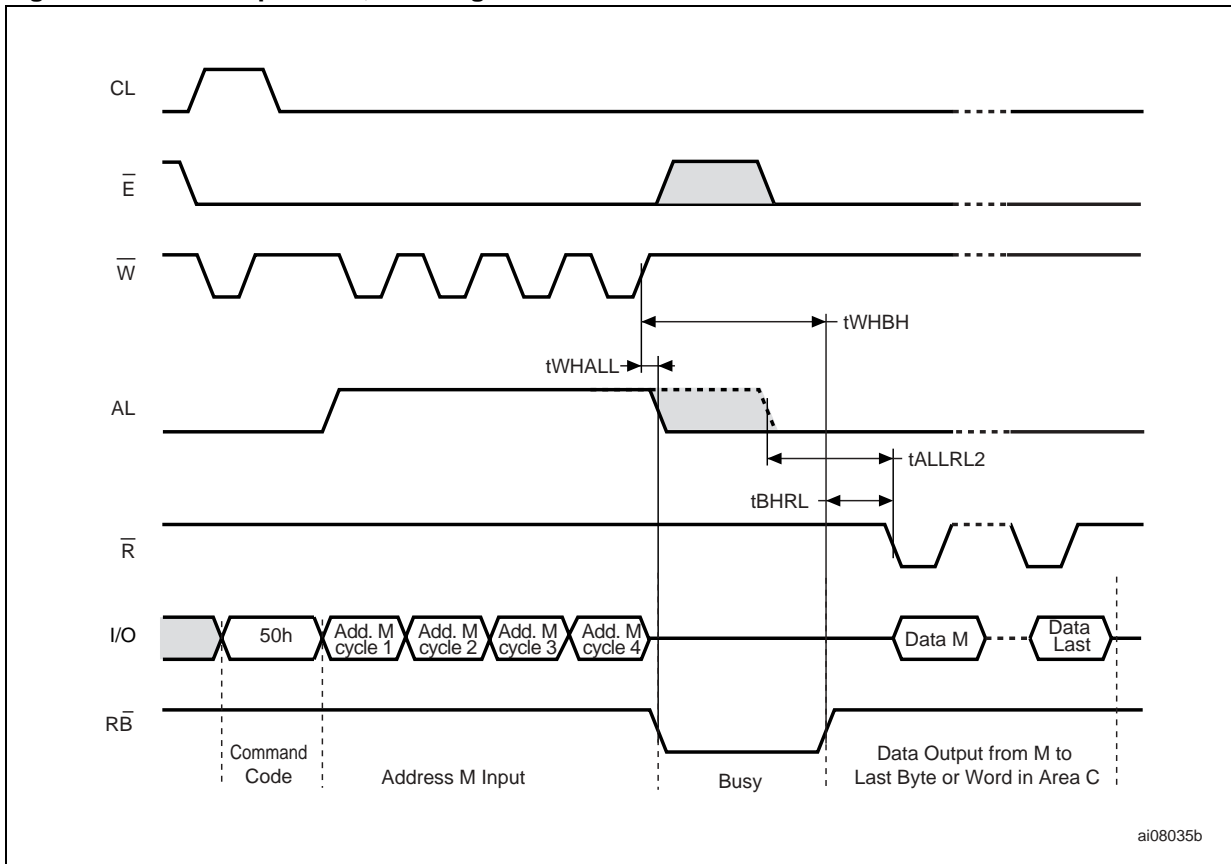 CL
E
W
tWHBH
tWHALL
AL
tALLRL2
tBHRL
R
I/O
50h
Add. M
cycle 1
Add. M
cycle 2
Add. M
cycle 3
Add. M
cycle 4
Data M
Data
Last
RB
Command
Code
Address M Input
Busy
Data Output from M to
Last Byte or Word in Area C
ai08035b